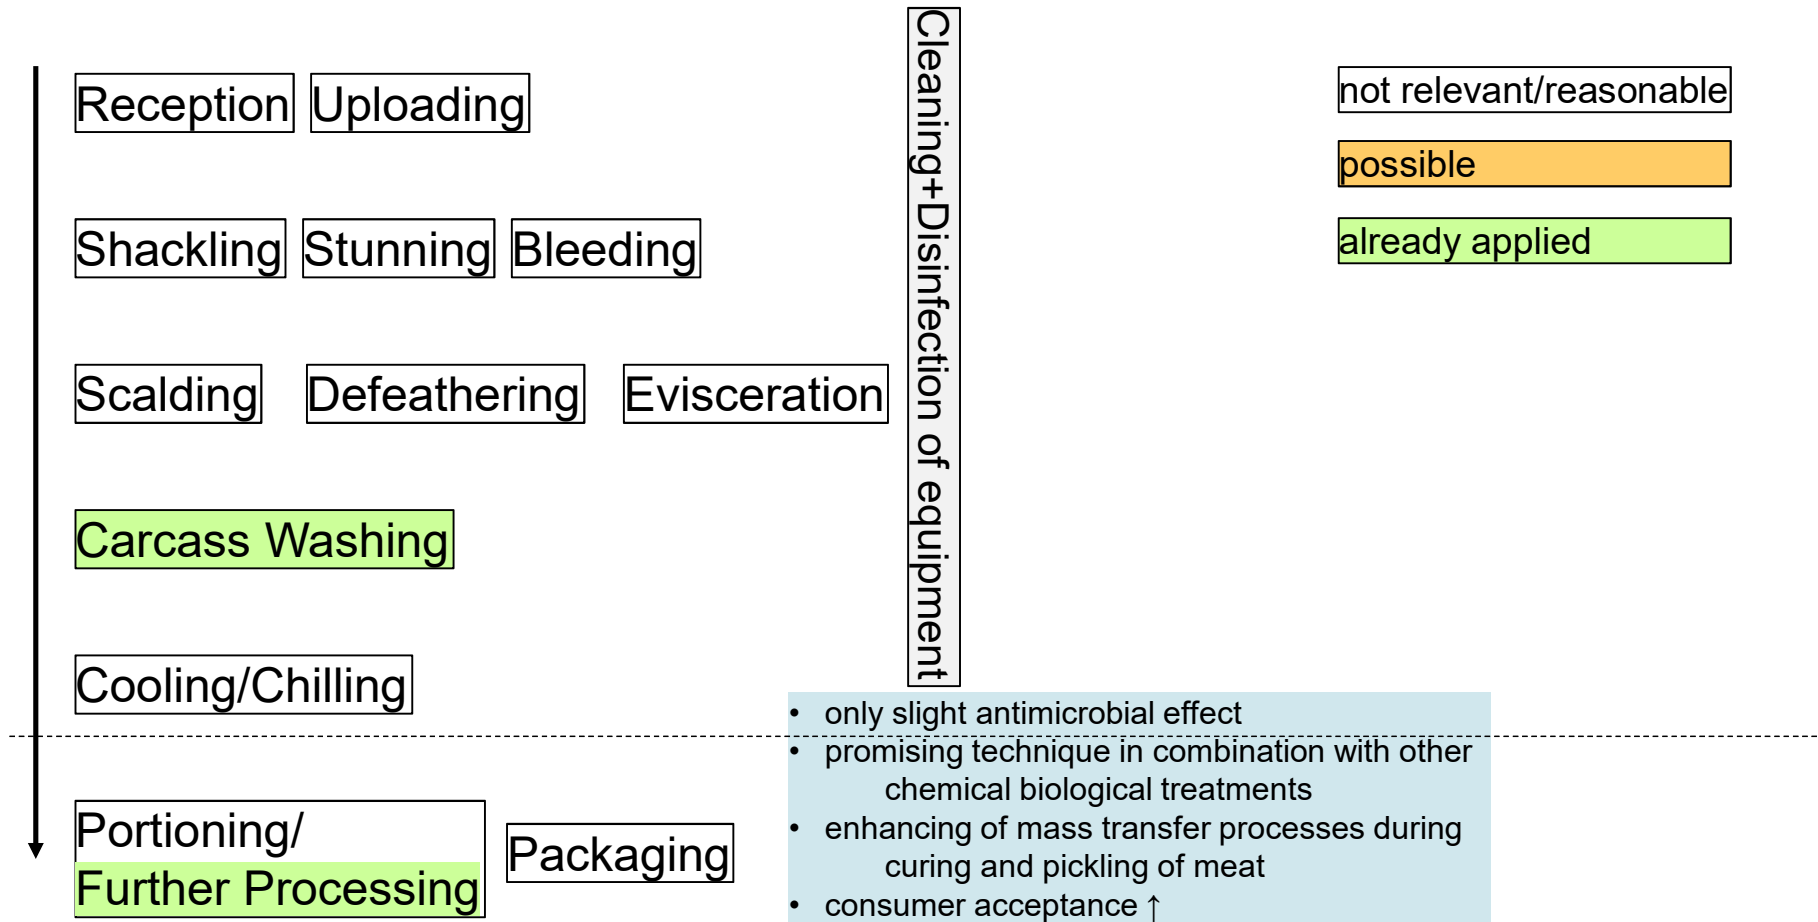 Reception Uploading
Shackling Stunning Bleeding
Scalding Defeathering Evisceration
Carcass Washing
Cooling/Chilling
Portioning/
Further Processing
Packaging
Cleaning+Disinfection of equipment
not relevant/reasonable
possible
already applied
• only slight antimicrobial effect
• promising technique in combination with other
chemical biological treatments
• enhancing of mass transfer processes during
curing and pickling of meat
• consumer acceptance ↑